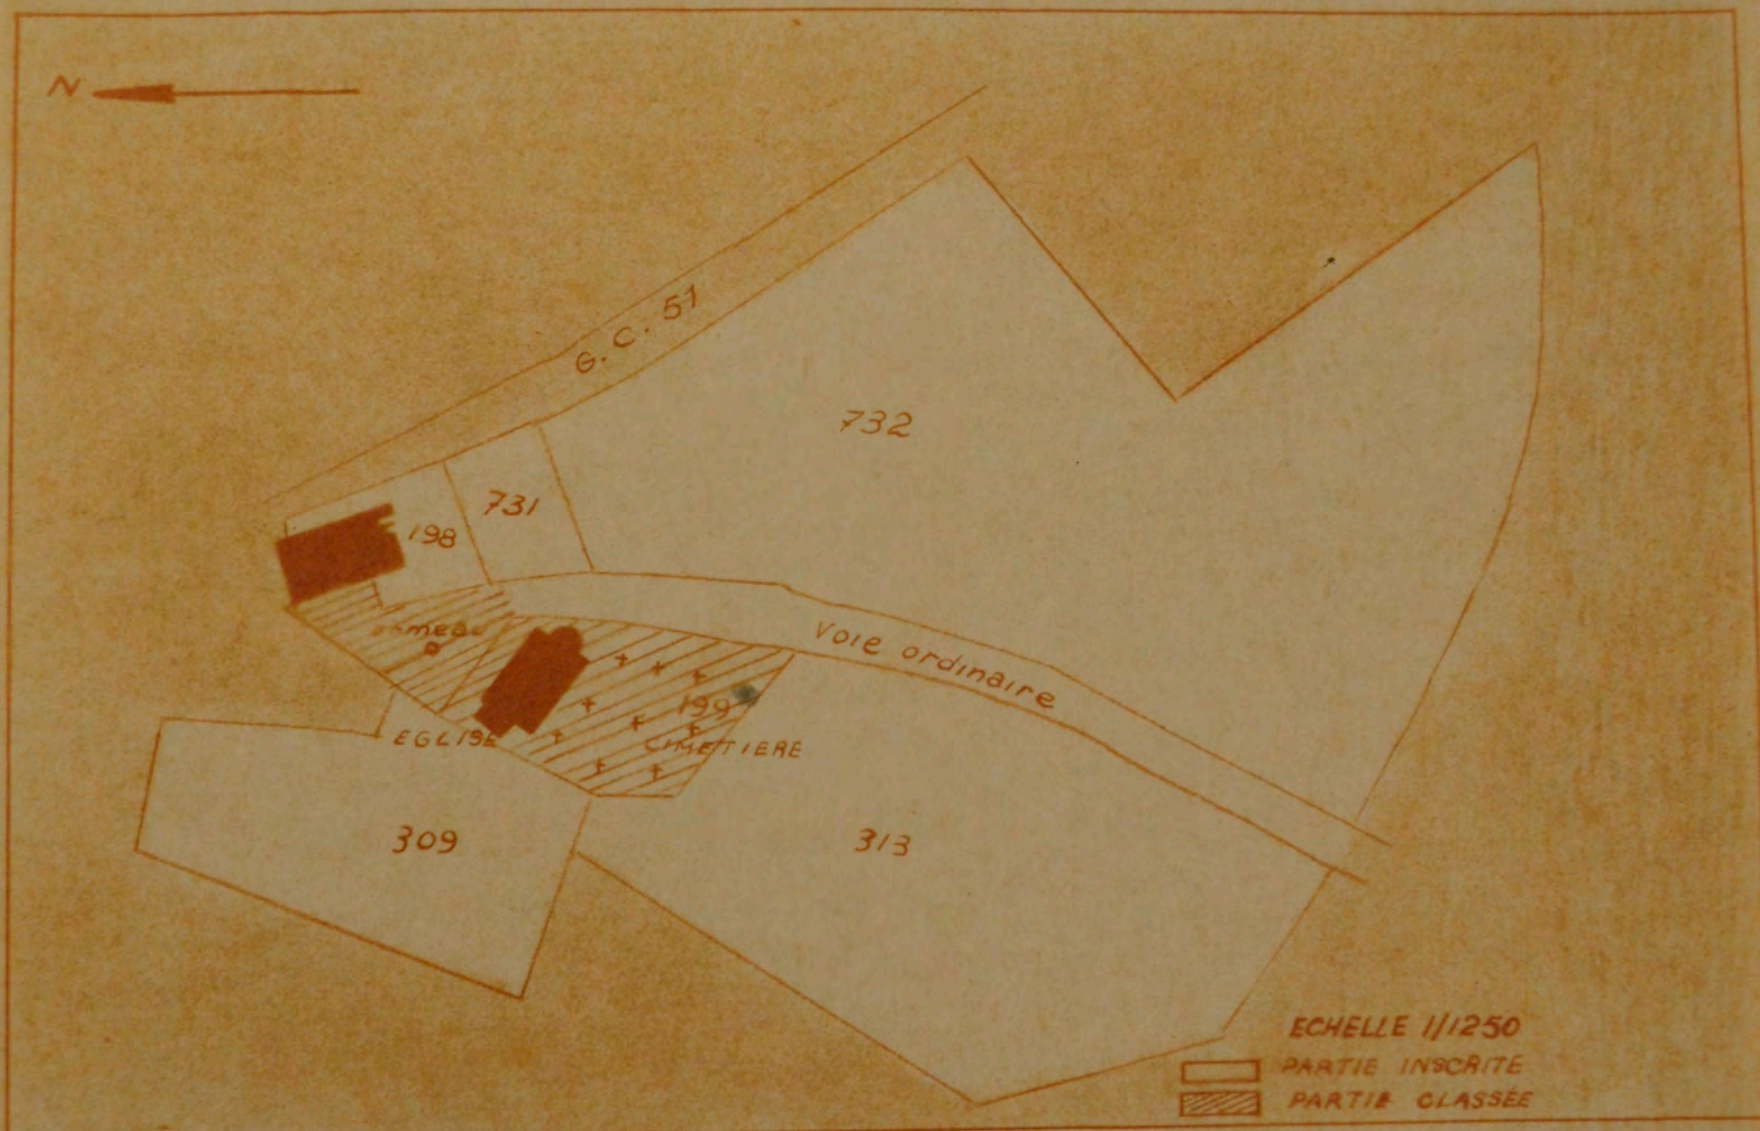 N
G. C. 51
732
731
198
Voie ordinaire
199
EGLISE
CIMETIERE
309
313
ECHELLE 1/1250
PARTIE INSCRITE
PARTIE CLASSÉE